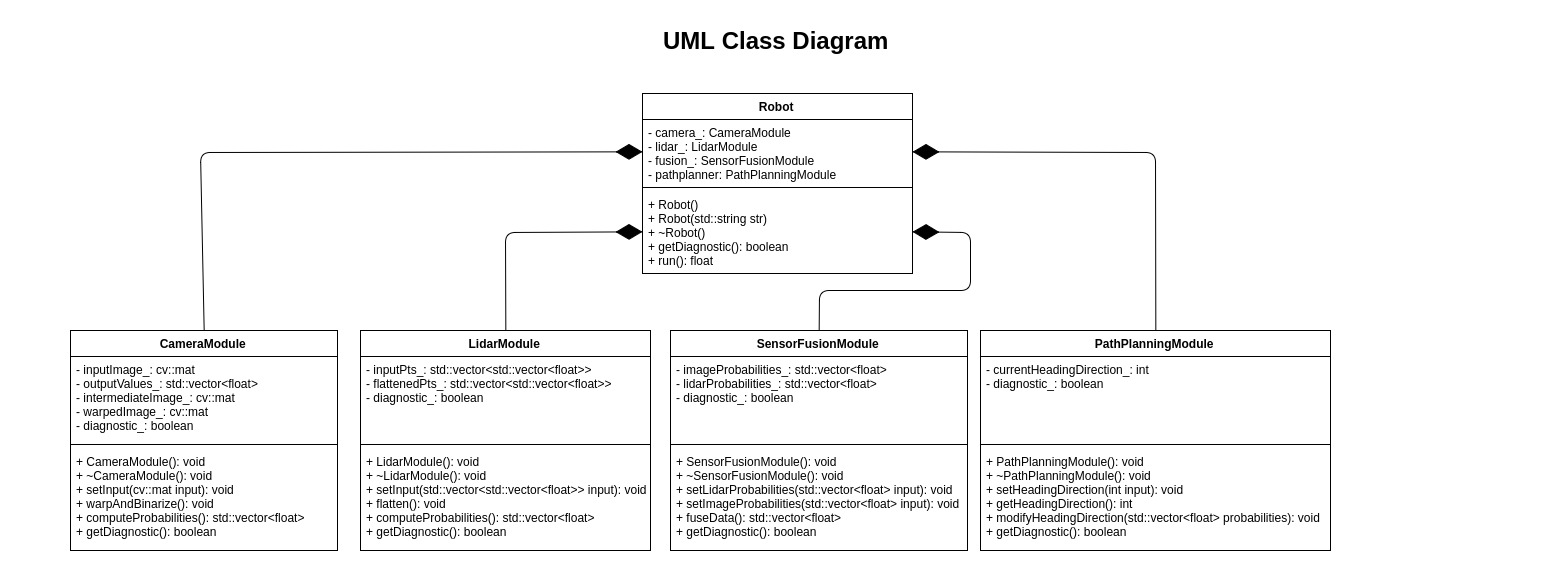 UML Class Diagram
Robot
- camera_: CameraModule
- lidar_: LidarModule
- fusion_: SensorFusionModule
- pathplanner: PathPlanningModule
+ Robot()
+ Robot(std::string str)
+ ~Robot()
+ getDiagnostic(): boolean
+ run(): float
CameraModule
- inputImage_: cv::mat
- outputValues_: std::vector<float>
- intermediateImage_: cv::mat
- warpedImage_: cv::mat
- diagnostic_: boolean
+ CameraModule(): void
+ ~CameraModule(): void
+ setInput(cv::mat input): void
+ warpAndBinarize(): void
+ computeProbabilities(): std::vector<float>
+ getDiagnostic(): boolean
LidarModule
- inputPts_: std::vector<std::vector<float>>
- flattenedPts_: std::vector<std::vector<float>>
- diagnostic_: boolean
+ LidarModule(): void
+ ~LidarModule(): void
+ setInput(std::vector<std::vector<float>> input): void
+ flatten(): void
+ computeProbabilities(): std::vector<float>
+ getDiagnostic(): boolean
SensorFusionModule
- imageProbabilities_: std::vector<float>
- lidarProbabilities_: std::vector<float>
- diagnostic_: boolean
+ SensorFusionModule(): void
+ ~SensorFusionModule(): void
+ setLidarProbabilities(std::vector<float> input): void
+ setImageProbabilities(std::vector<float> input): void
+ fuseData(): std::vector<float>
+ getDiagnostic(): boolean
PathPlanningModule
- currentHeadingDirection_: int
- diagnostic_: boolean
+ PathPlanningModule(): void
+ ~PathPlanningModule(): void
+ setHeadingDirection(int input): void
+ getHeadingDirection(): int
+ modifyHeadingDirection(std::vector<float> probabilities): void
+ getDiagnostic(): boolean